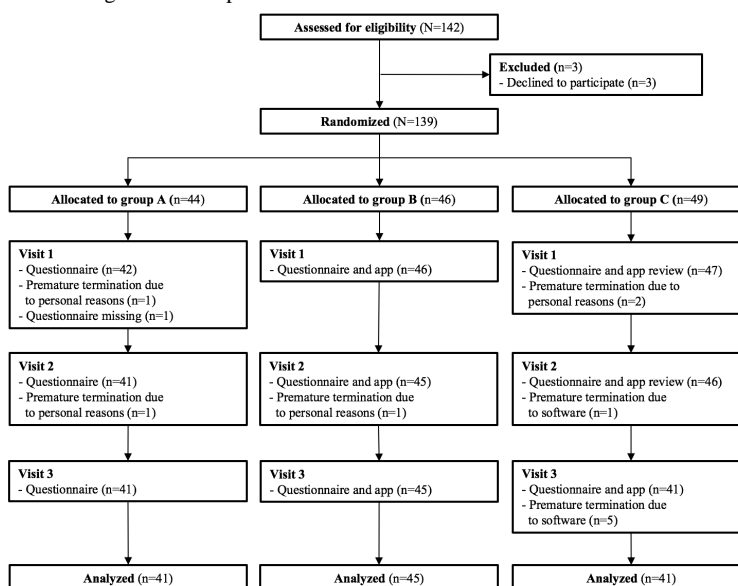 Assessed for eligibility (N=142)
Excluded (n=3)
- Declined to participate (n=3)
Randomized (N=139)
Allocated to group A (n=44)
Allocated to group B (n=46)
Allocated to group C (n=49)
Visit 1
- Questionnaire (n=42)
- Premature termination due
to personal reasons (n=1)
- Questionnaire missing (n=1)
Visit 1
- Questionnaire and app (n=46)
Visit 1
- Questionnaire and app review (n=47)
- Premature termination due to
personal reasons (n=2)
Visit 2
- Questionnaire (n=41)
- Premature termination due
to personal reasons (n=1)
Visit 2
- Questionnaire and app (n=45)
- Premature termination due
to personal reasons (n=1)
Visit 2
- Questionnaire and app review (n=46)
- Premature termination due
to software (n=1)
Visit 3
- Questionnaire (n=41)
Visit 3
- Questionnaire and app (n=45)
Visit 3
- Questionnaire and app (n=41)
- Premature termination due
to software (n=5)
Analyzed (n=41)
Analyzed (n=45)
Analyzed (n=41)